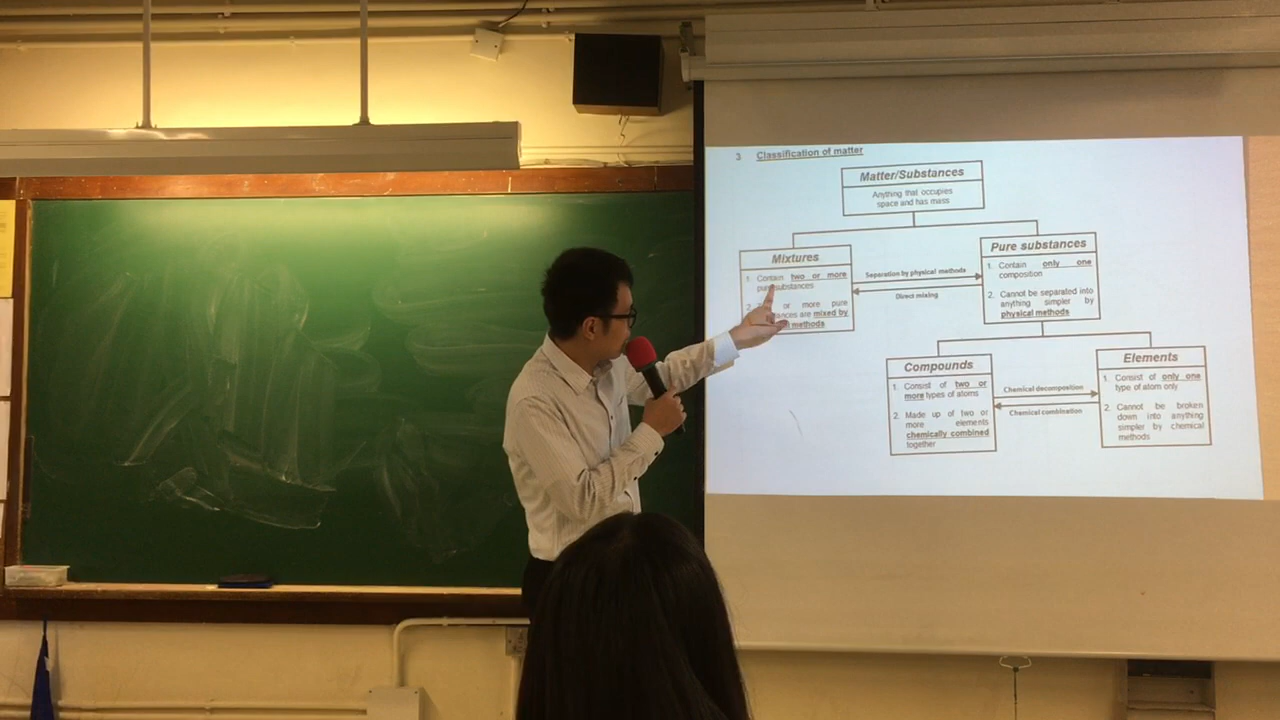 3 Classification of matter
Matter/Substances
Anything that occupies
space and has mass
Mixtures
1. Contain two or more
substances
2. or more pure
are mixed by
methods
Separation by physical methods
Direct mixing
Pure substances
1. Contain only one
composition
2. Cannot be separated into
anything simpler by
physical methods
Compounds
1. Consist of two or
more types of atoms
2. Made up of two or
more elements
chemically combined
together
Chemical decomposition
Chemical combination
Elements
1. Consist of only one
type of atom only
2. Cannot be broken
down into anything
simpler by chemical
methods